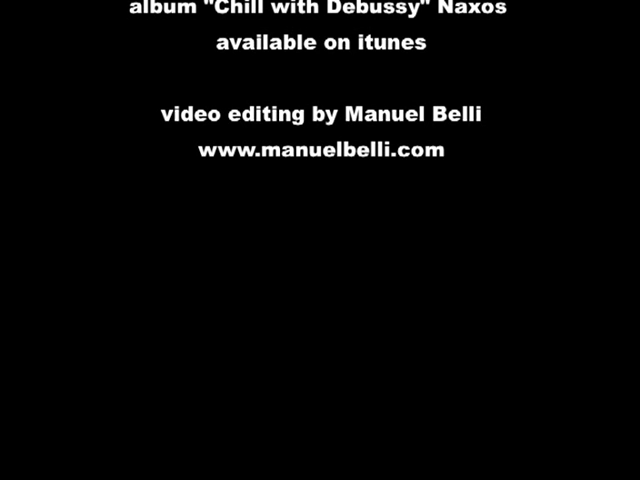 album "Chill with Debussy" Naxos
available on itunes
video editing by Manuel Belli
www.manuelbelli.com